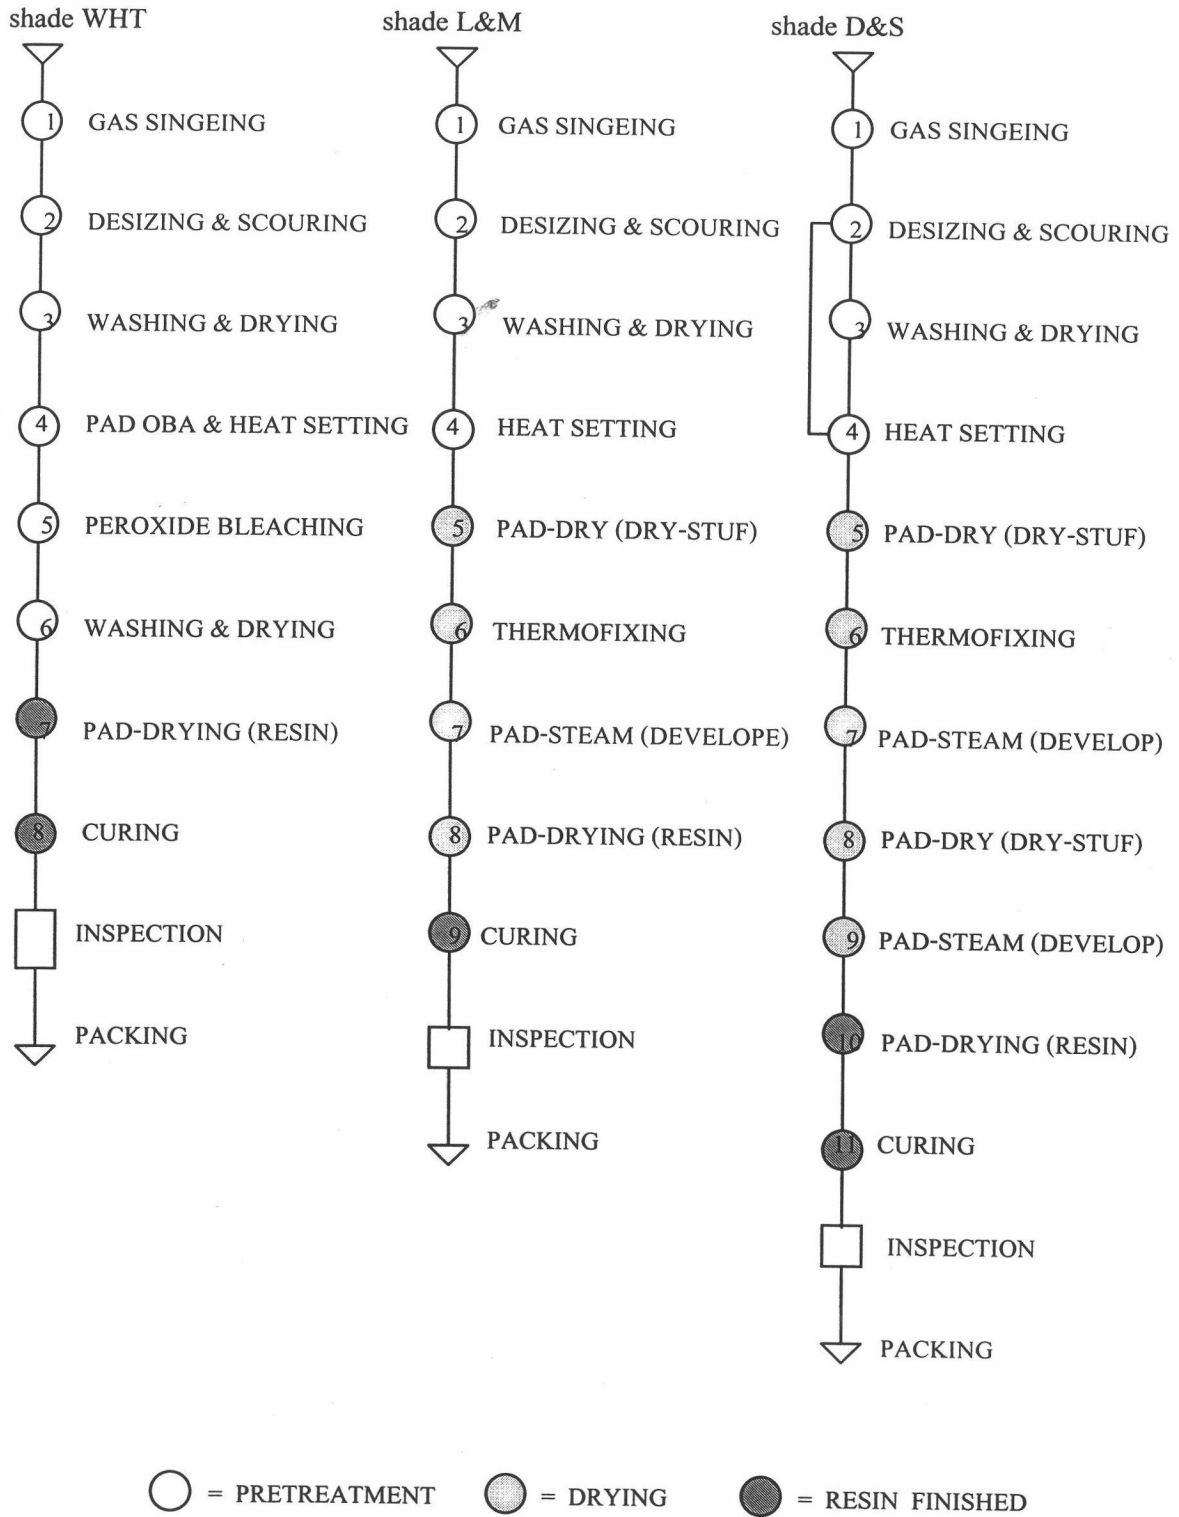 shade WHT
1 GAS SINGEING
2 DESIZING & SCOURING
3 WASHING & DRYING
4 PAD OBA & HEAT SETTING
5 PEROXIDE BLEACHING
6 WASHING & DRYING
7 PAD-DRYING (RESIN)
8 CURING
INSPECTION
PACKING
shade L&M
1 GAS SINGEING
2 DESIZING & SCOURING
3 WASHING & DRYING
4 HEAT SETTING
5 PAD-DRY (DRY-STUF)
6 THERMOFIXING
7 PAD-STEAM (DEVELOPE)
8 PAD-DRYING (RESIN)
9 CURING
INSPECTION
PACKING
shade D&S
1 GAS SINGEING
2 DESIZING & SCOURING
3 WASHING & DRYING
4 HEAT SETTING
5 PAD-DRY (DRY-STUF)
6 THERMOFIXING
7 PAD-STEAM (DEVELOP)
8 PAD-DRY (DRY-STUF)
9 PAD-STEAM (DEVELOP)
10 PAD-DRYING (RESIN)
11 CURING
INSPECTION
PACKING
= PRETREATMENT
= DRYING
= RESIN FINISHED